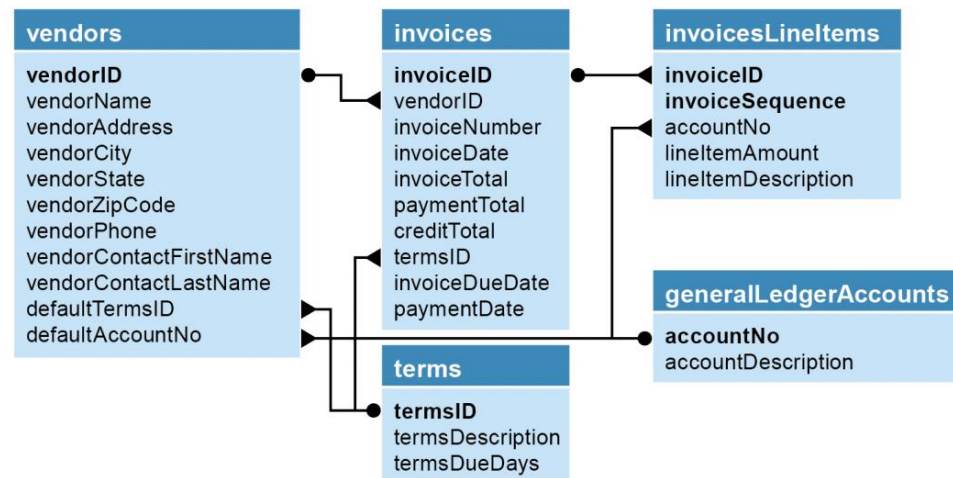 vendors
vendorID
vendorName
vendorAddress
vendorCity
vendorState
vendorZipCode
vendorPhone
vendorContactFirstName
vendorContactLastName
defaultTermsID
defaultAccountNo
invoices
invoiceID
vendorID
invoiceNumber
invoiceDate
invoiceTotal
paymentTotal
creditTotal
termsID
invoiceDueDate
paymentDate
terms
termsID
termsDescription
termsDueDays
invoicesLineItems
invoiceID
invoiceSequence
accountNo
lineItemAmount
lineItemDescription
generalLedgerAccounts
accountNo
accountDescription